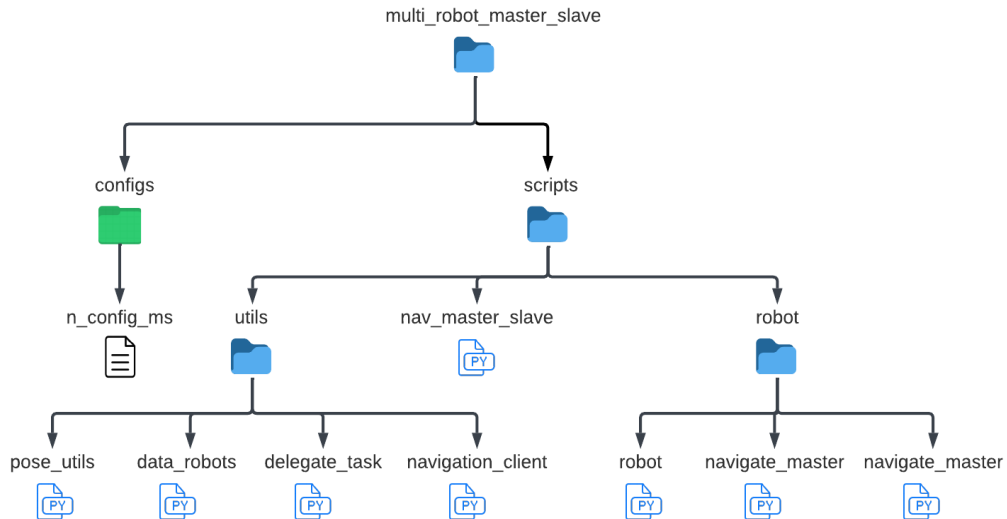 multi_robot_master_slave
configs
scripts
n_config_ms
utils
nav_master_slave
robot
PY
pose_utils
data_robots
delegate_task
navigation_client
robot
navigate_master
navigate_master
PY
PY
PY
PY
PY
PY
PY